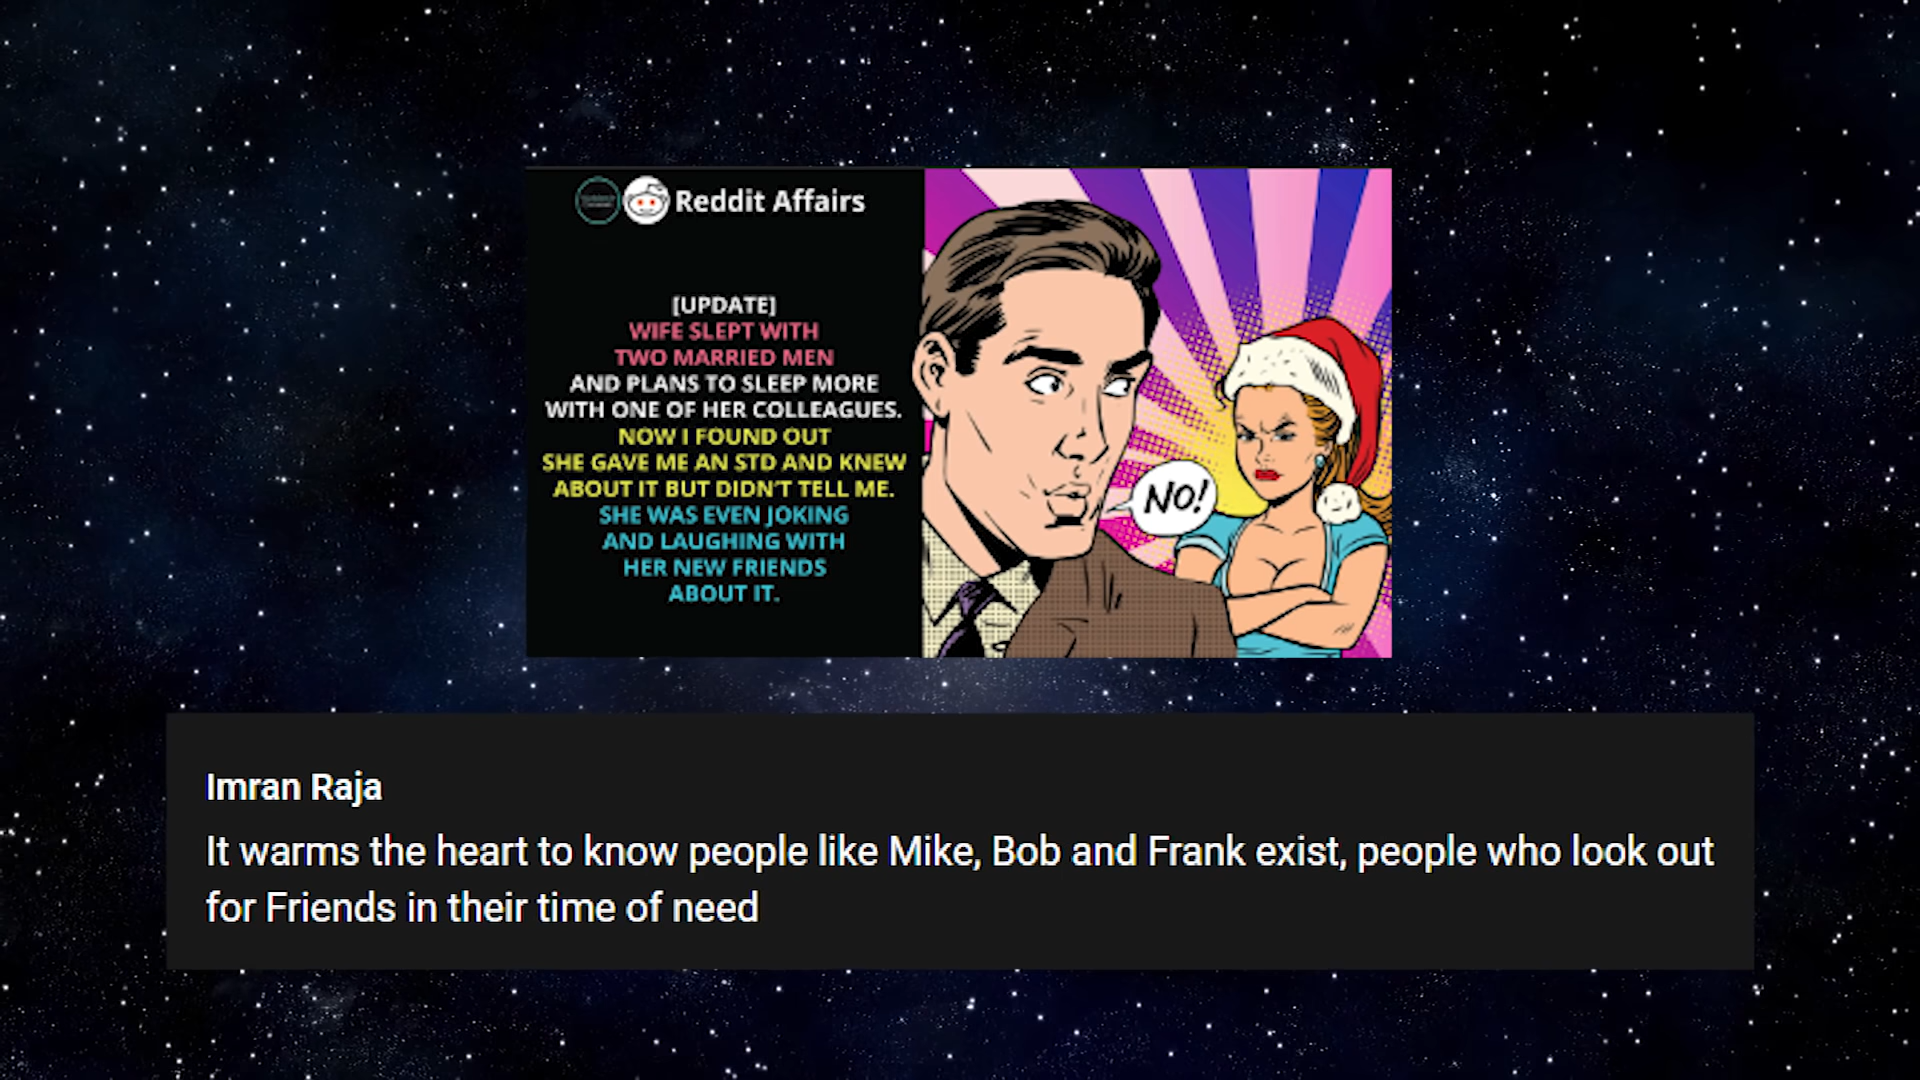 Reddit Affairs
[UPDATE]
WIFE SLEPT WITH
TWO MARRIED MEN
AND PLANS TO SLEEP MORE
WITH ONE OF HER COLLEAGUES.
NOW I FOUND OUT
SHE GAVE ME AN STD AND KNEW
ABOUT IT BUT DIDN'T TELL ME.
SHE WAS EVEN JOKING
AND LAUGHING WITH
HER NEW FRIENDS
ABOUT IT.
NO!
Imran Raja
It warms the heart to know people like Mike, Bob and Frank exist, people who look out
for Friends in their time of need